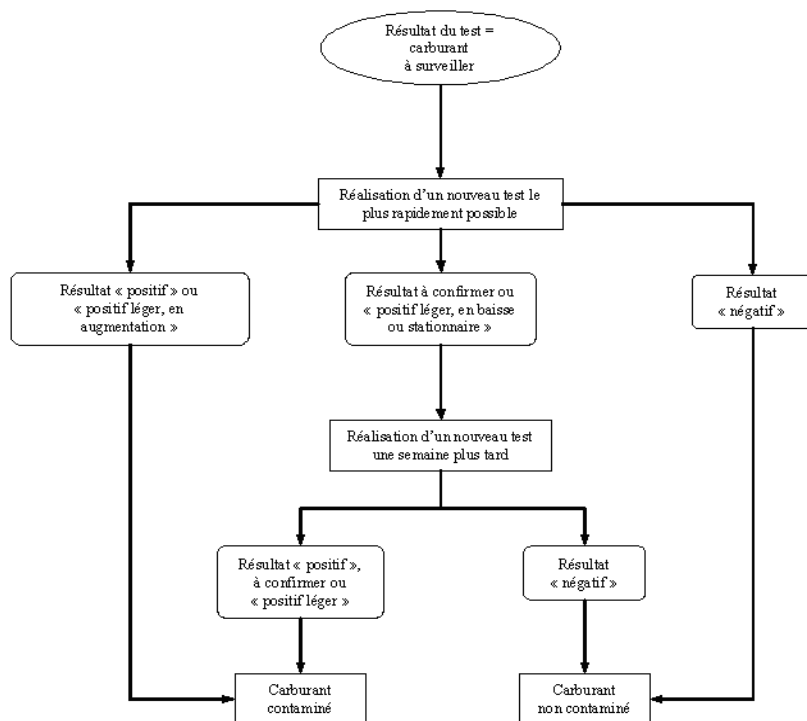 Résultat du test =
carburant
à surveiller
Réalisation d'un nouveau test le
plus rapidement possible
Résultat « positif » ou
« positif léger, en
augmentation »
Résultat à confirmer ou
« positif léger, en baisse
ou stationnaire »
Résultat
« négatif »
Réalisation d'un nouveau test
une semaine plus tard
Résultat « positif »,
à confirmer ou
« positif léger »
Résultat
« négatif »
Carburant
contaminé
Carburant
non contaminé